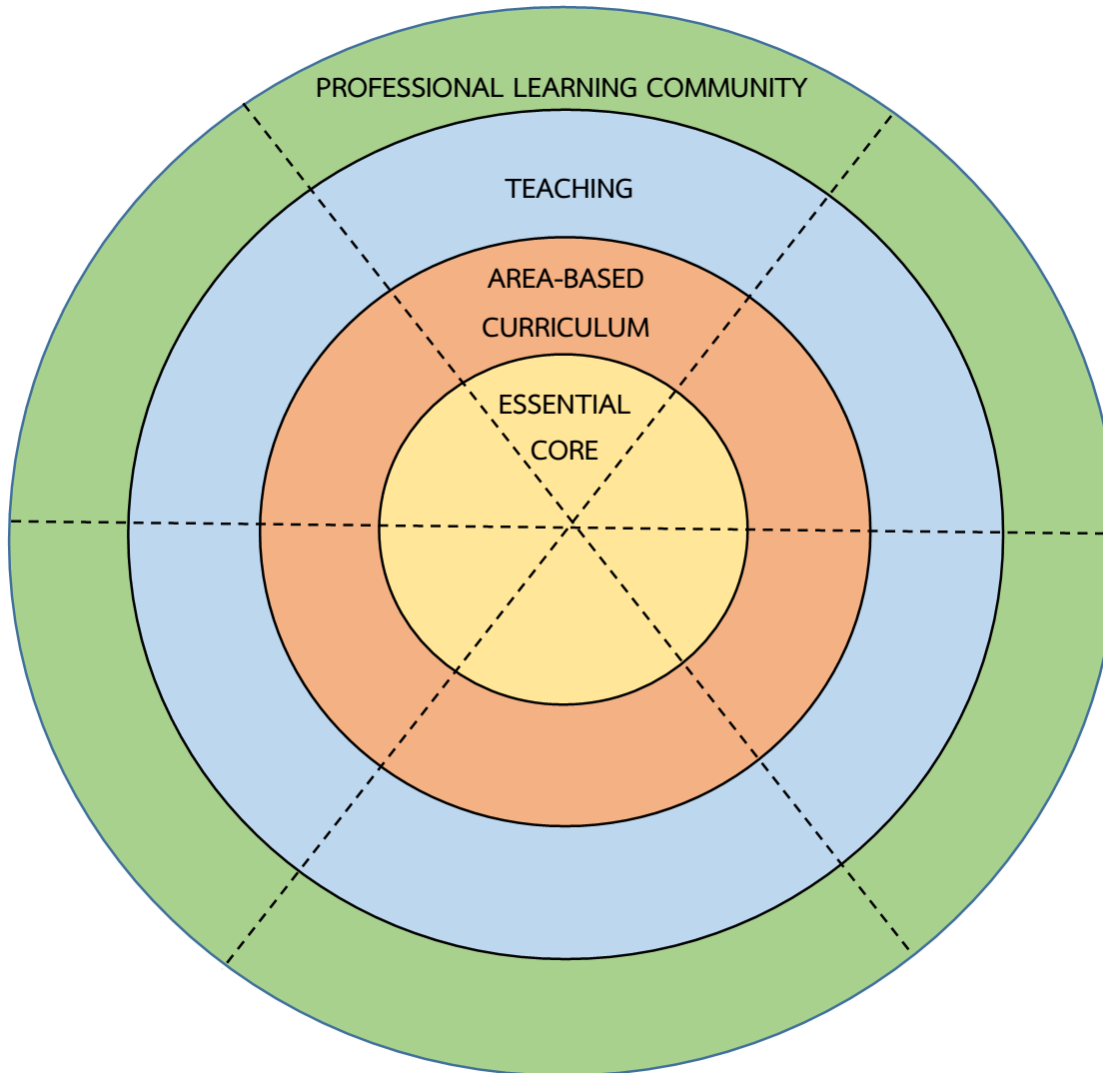 PROFESSIONAL LEARNING COMMUNITY
TEACHING
AREA-BASED
CURRICULUM
ESSENTIAL
CORE